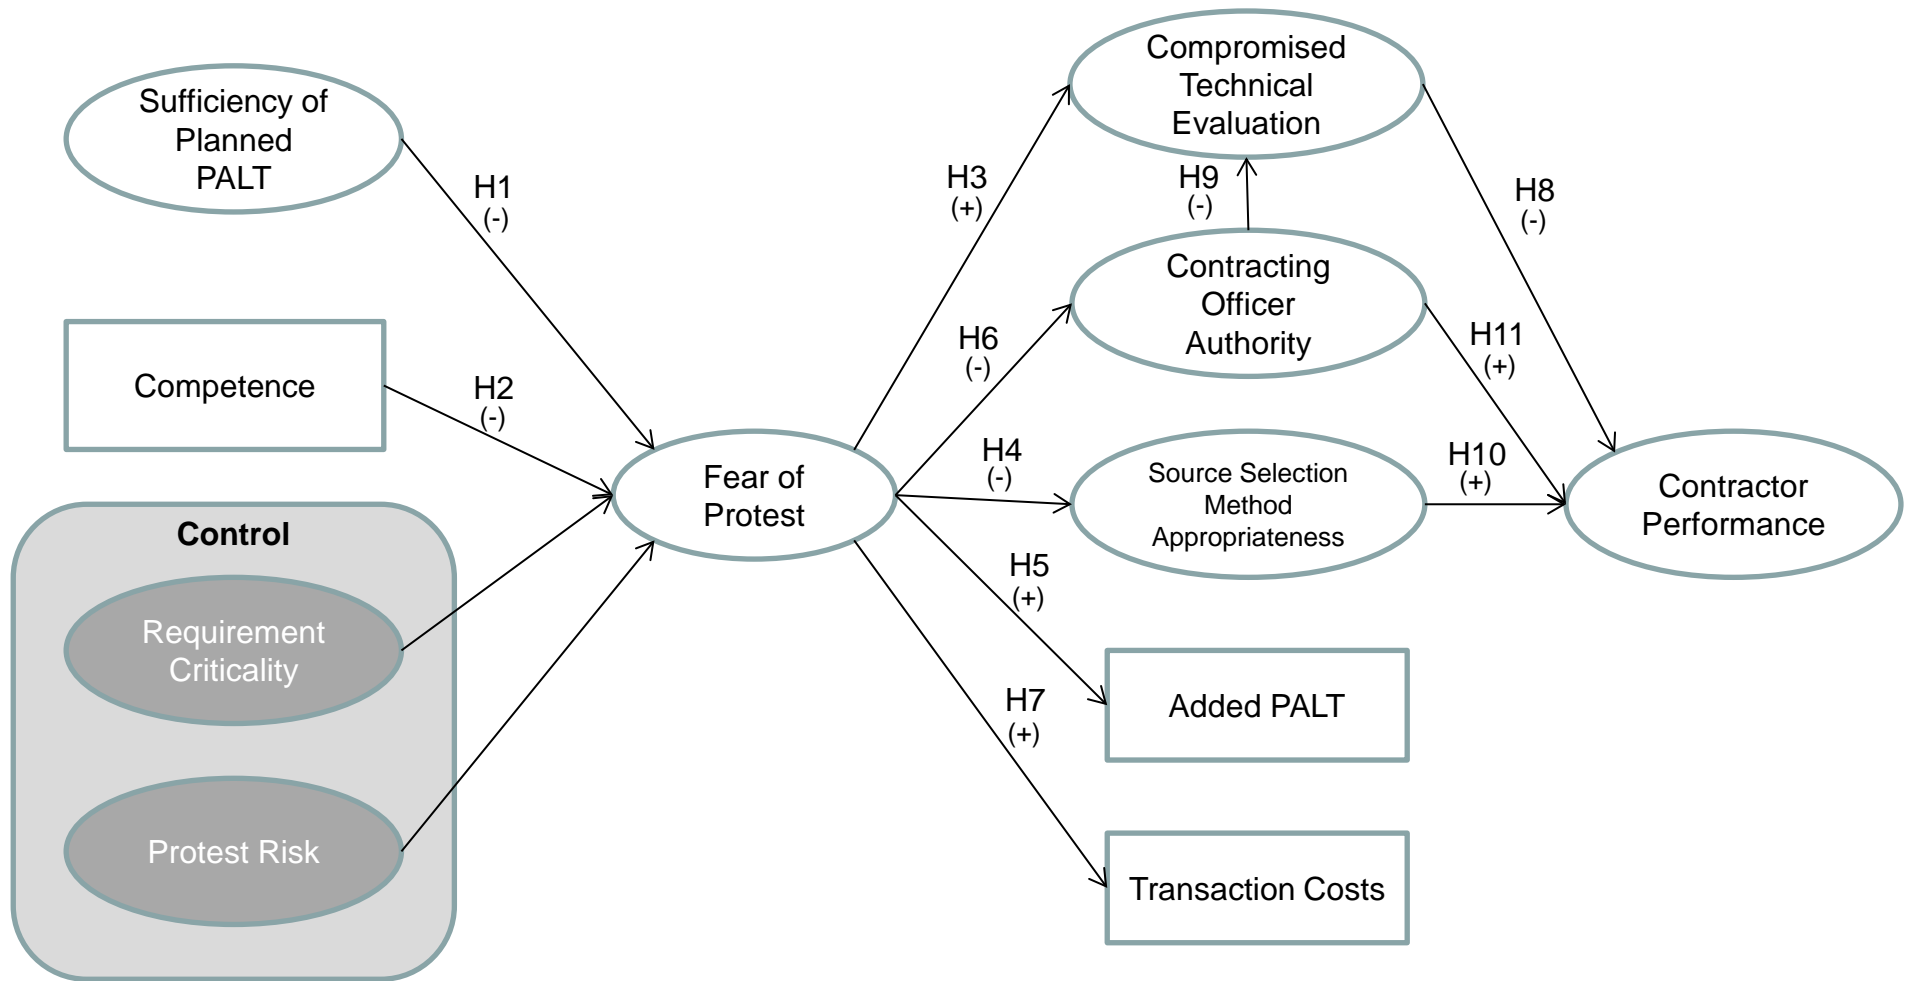 Sufficiency of
Planned
PALT
H1
(-)
Competence
H2
(-)
Control
Requirement
Criticality
Protest Risk
Fear of
Protest
H3
(+)
H6
(-)
H4
(-)
H5
(+)
H7
(+)
Compromised
Technical
Evaluation
H9
(-)
Contracting
Officer
Authority
Source Selection
Method
Appropriateness
Added PALT
Transaction Costs
H8
(-)
H11
(+)
H10
(+)
Contractor
Performance